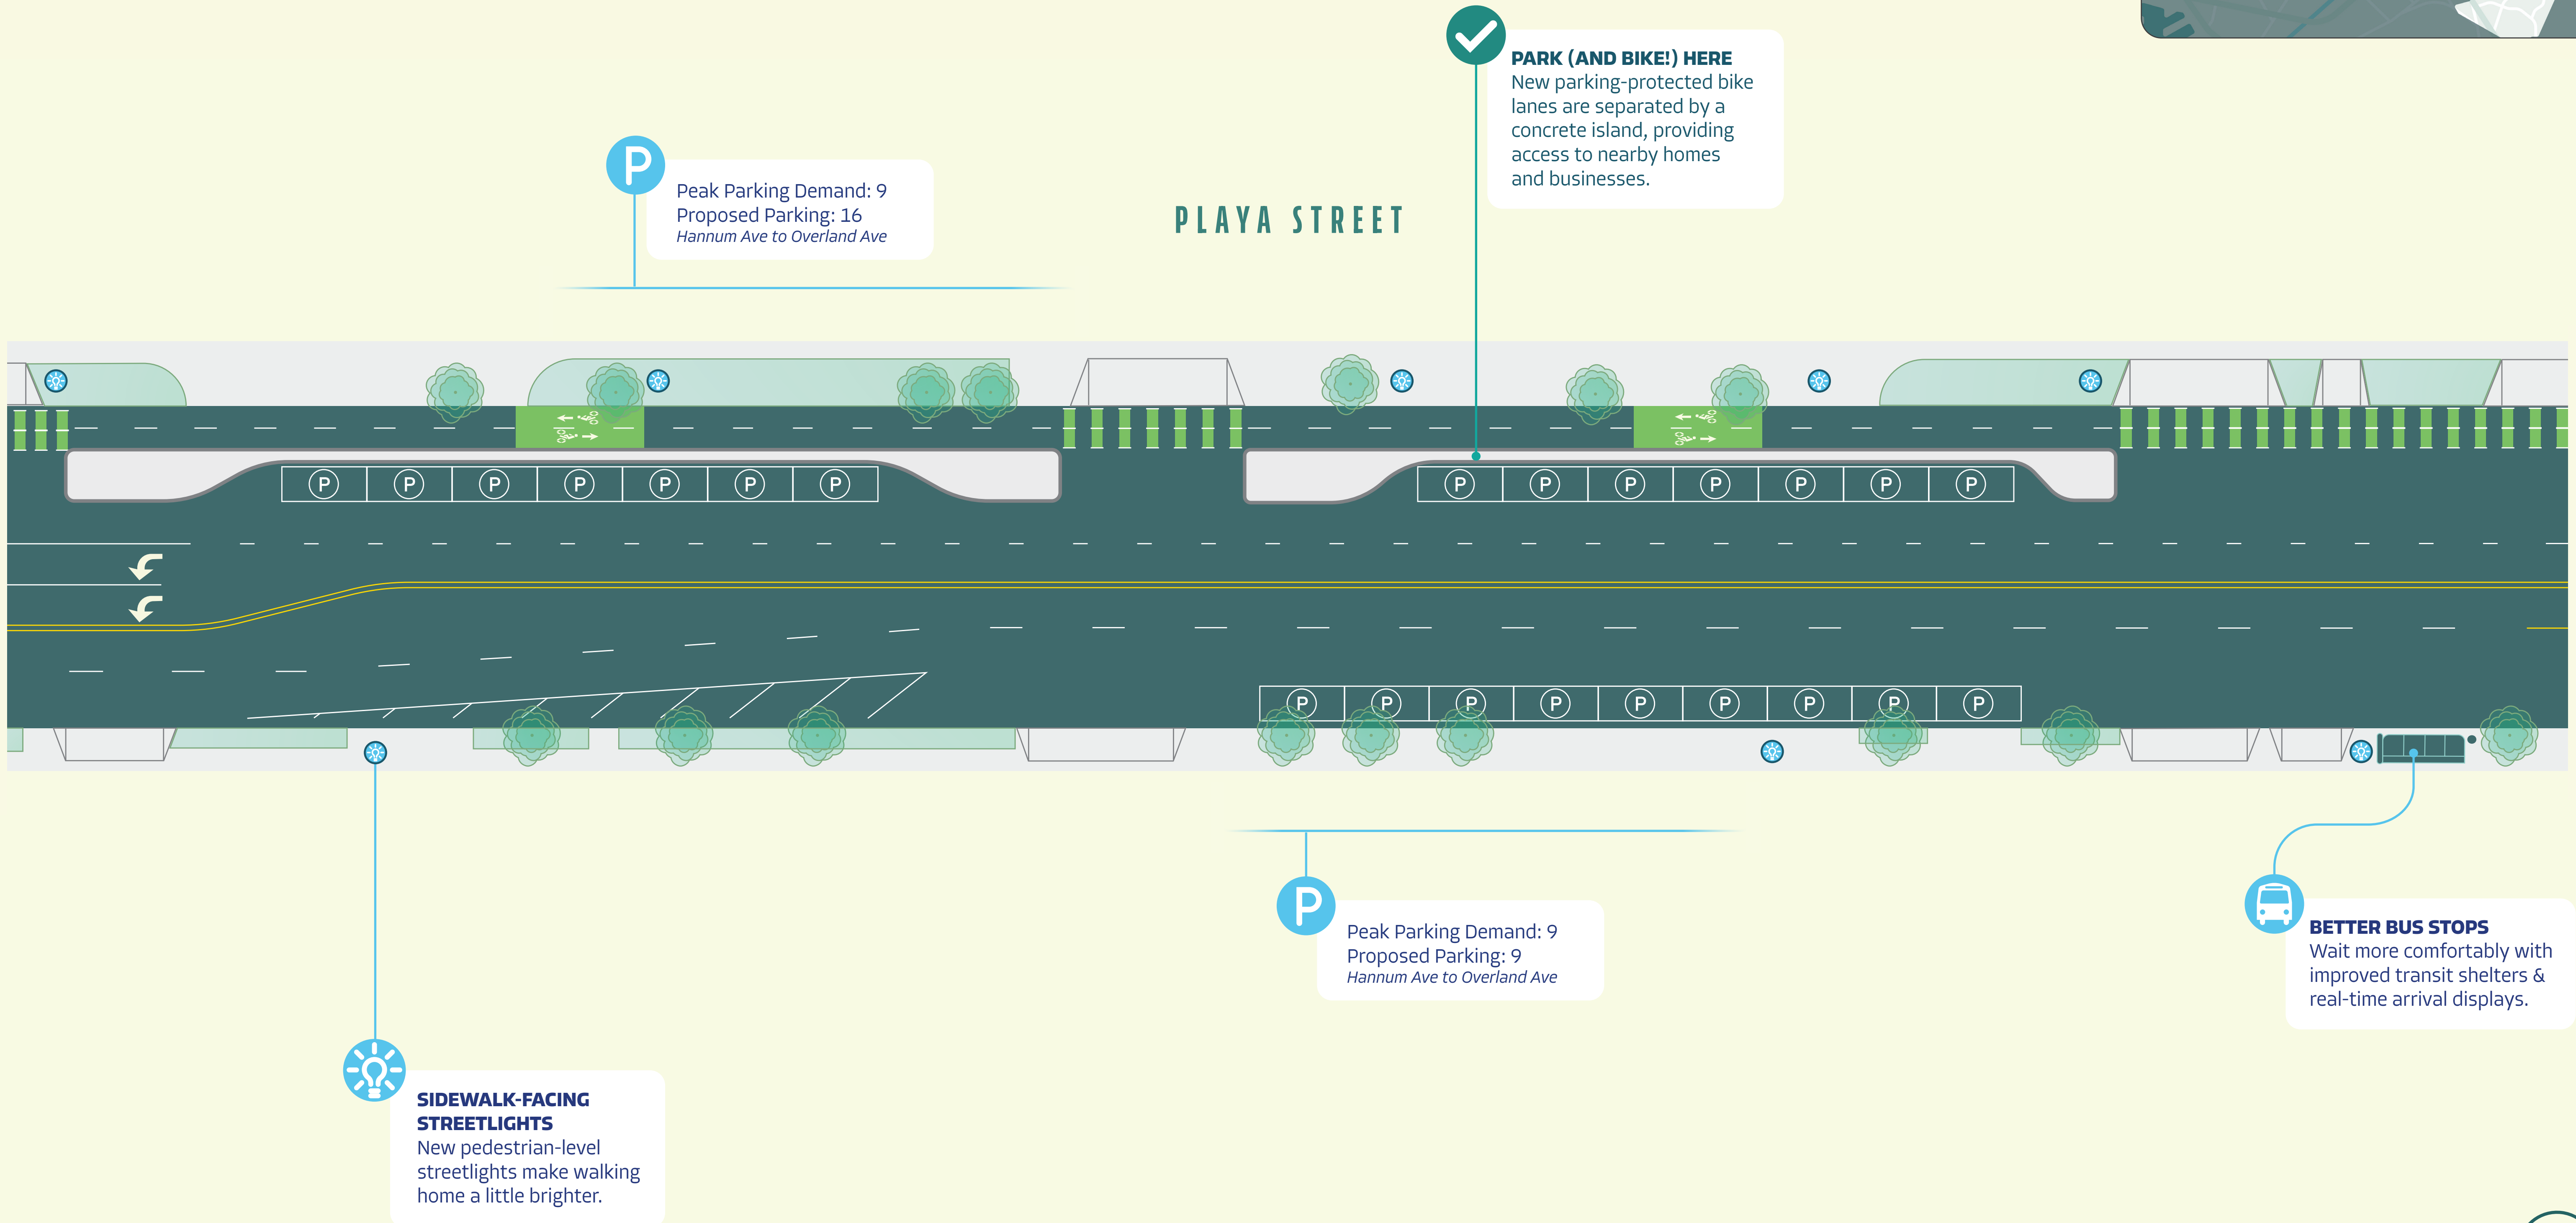 PARK (AND BIKE!) HERE
New parking-protected bike
lanes are separated by a
concrete island, providing
access to nearby homes
and businesses.
Peak Parking Demand: 9
Proposed Parking: 16
Hannum Ave to Overland Ave
PLAYA STREET
P P P P P P P
P P P P P P P
P P P P P P P P P
Peak Parking Demand: 9
Proposed Parking: 9
Hannum Ave to Overland Ave
BETTER BUS STOPS
Wait more comfortably with
improved transit shelters &
real-time arrival displays.
SIDEWALK-FACING
STREETLIGHTS
New pedestrian-level
streetlights make walking
home a little brighter.